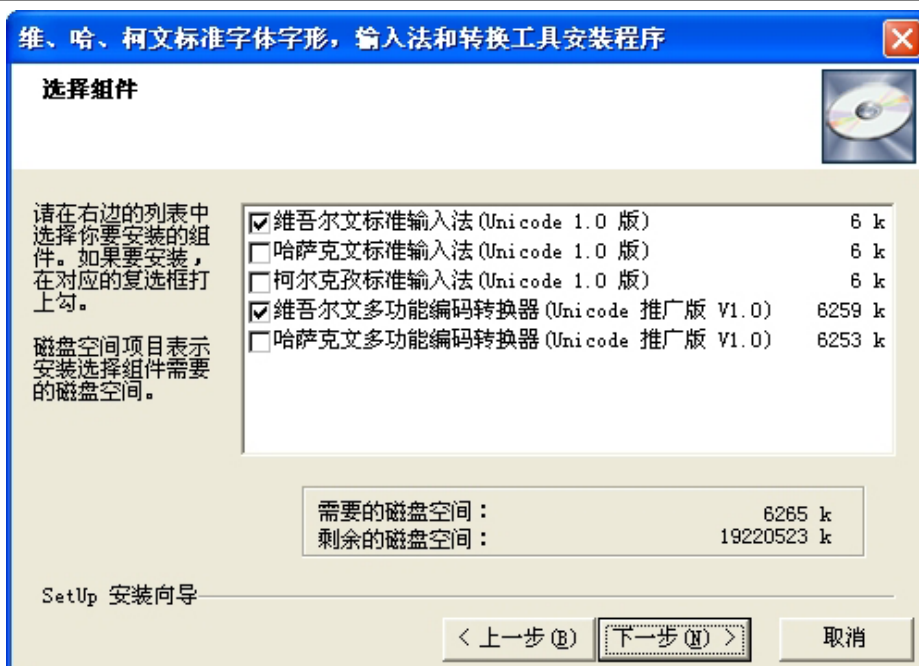 维、哈、柯文标准字体字形，输入法和转换工具安装程序
选择组件
请在右边的列表中
选择你要安装的组
件。如果要安装，
在对应的复选框打
上勾。
磁盘空间项目表示
安装选择组件需要
的磁盘空间。
维吾尔文标准输入法(Unicode 1.0 版) 6 k
哈萨克文标准输入法(Unicode 1.0 版) 6 k
柯尔克孜标准输入法(Unicode 1.0 版) 6 k
维吾尔文多功能编码转换器(Unicode 推广版 V1.0) 6259 k
哈萨克文多功能编码转换器(Unicode 推广版 V1.0) 6253 k
需要的磁盘空间： 6265 k
剩余的磁盘空间： 19220523 k
SetUp 安装向导
< 上一步(B) 下一步(N) > 取消